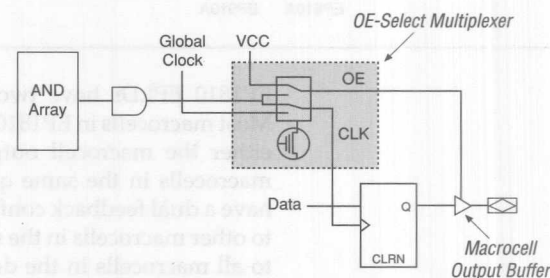 OE-Select Multiplexer
Global
Clock
VCC
AND
Array
OE
CLK
Data
Q
CLRN
Macrocell
Output Buffer